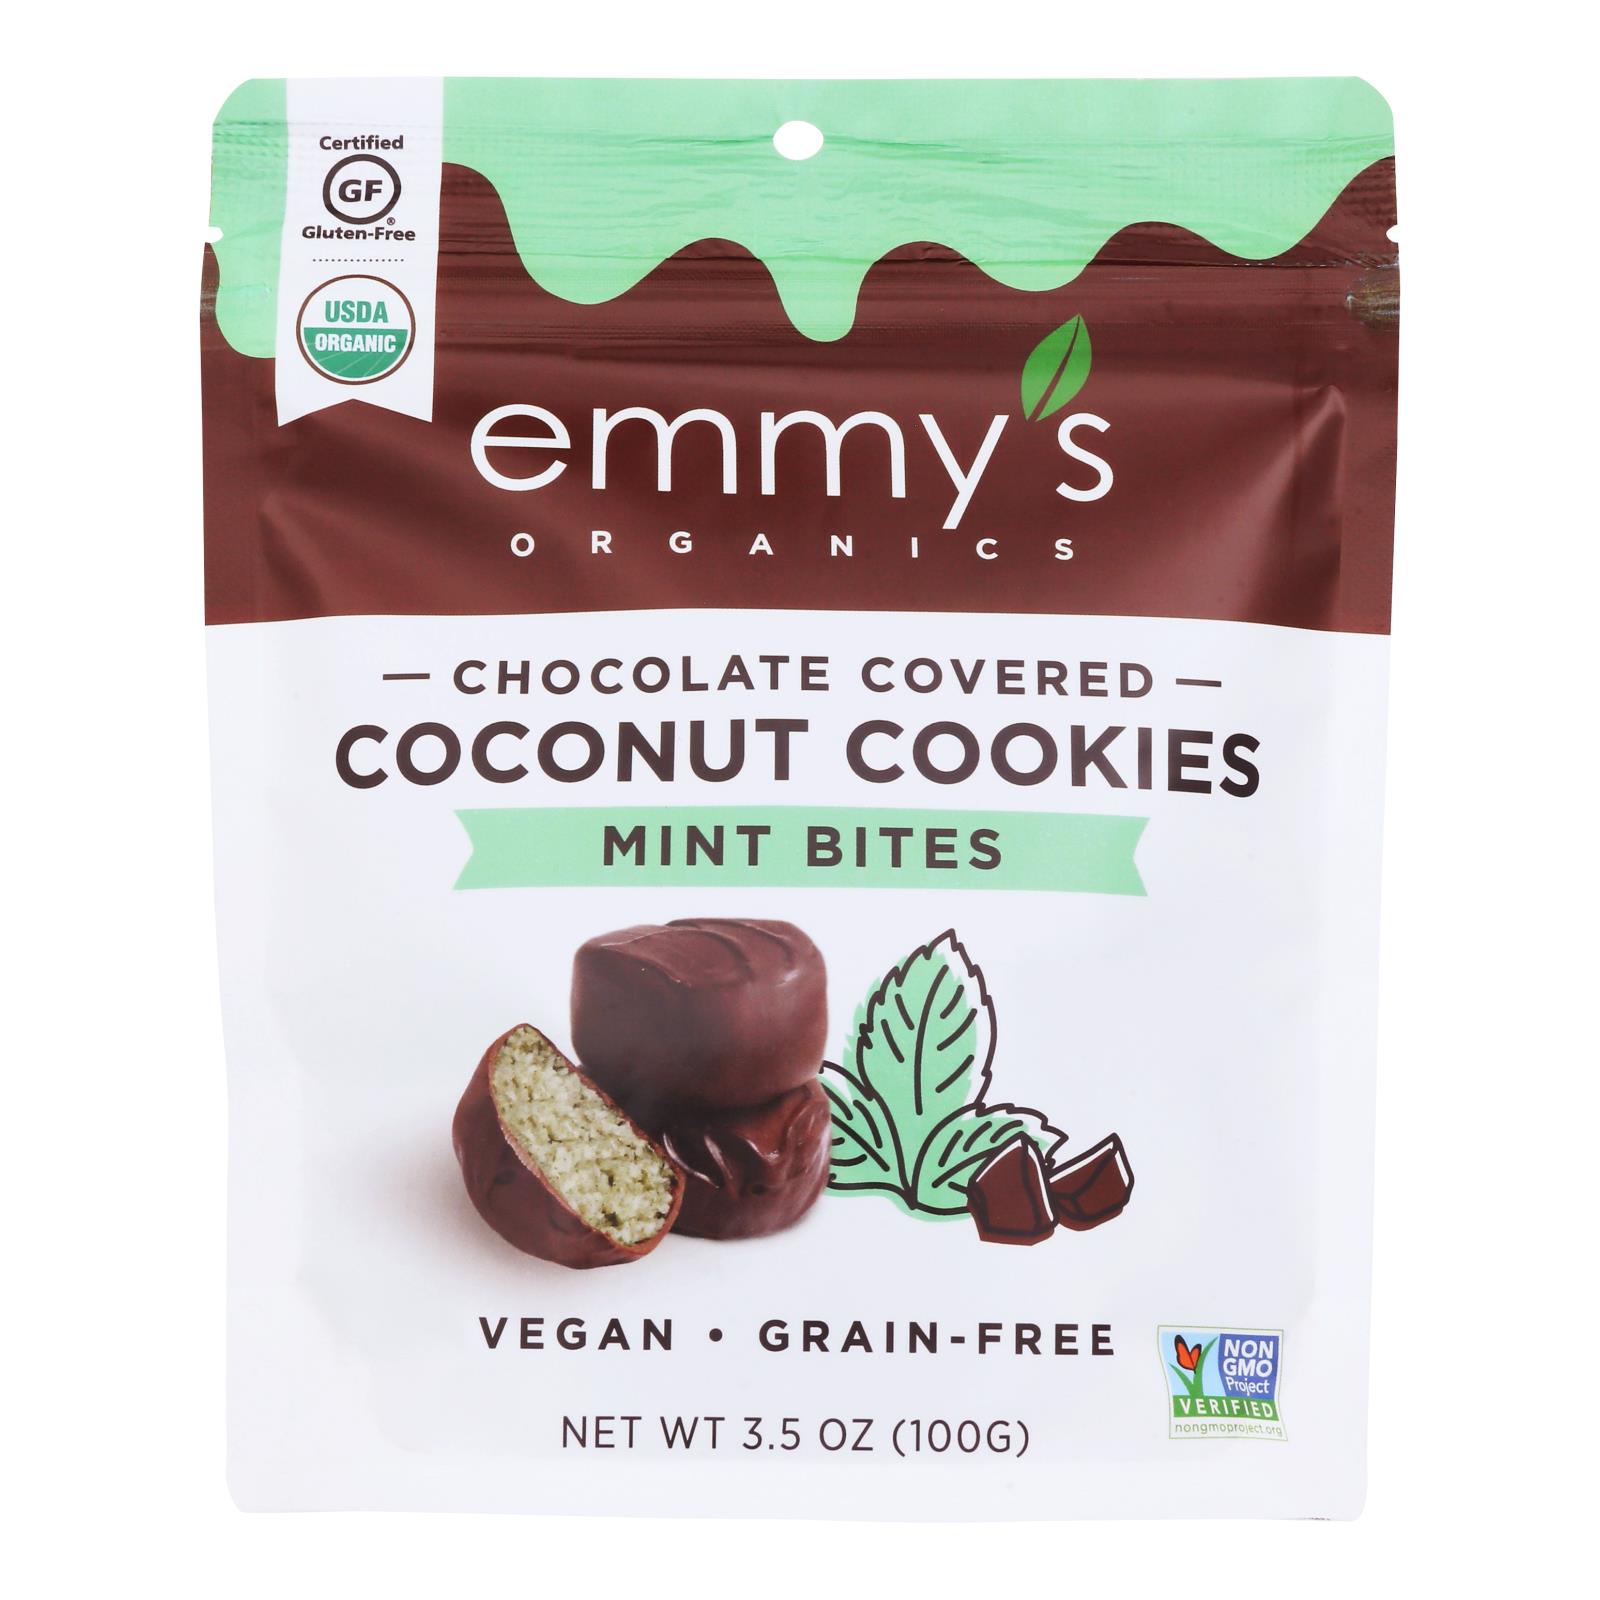 Certified
GF
®
Gluten-Free
USDA
ORGANIC
emmy's
ORGANICS
— CHOCOLATE COVERED —
COCONUT COOKIES
MINT BITES
VEGAN • GRAIN-FREE
NON
GMO
Project
VERIFIED
nongmoproject.org
NET WT 3.5 OZ (100G)